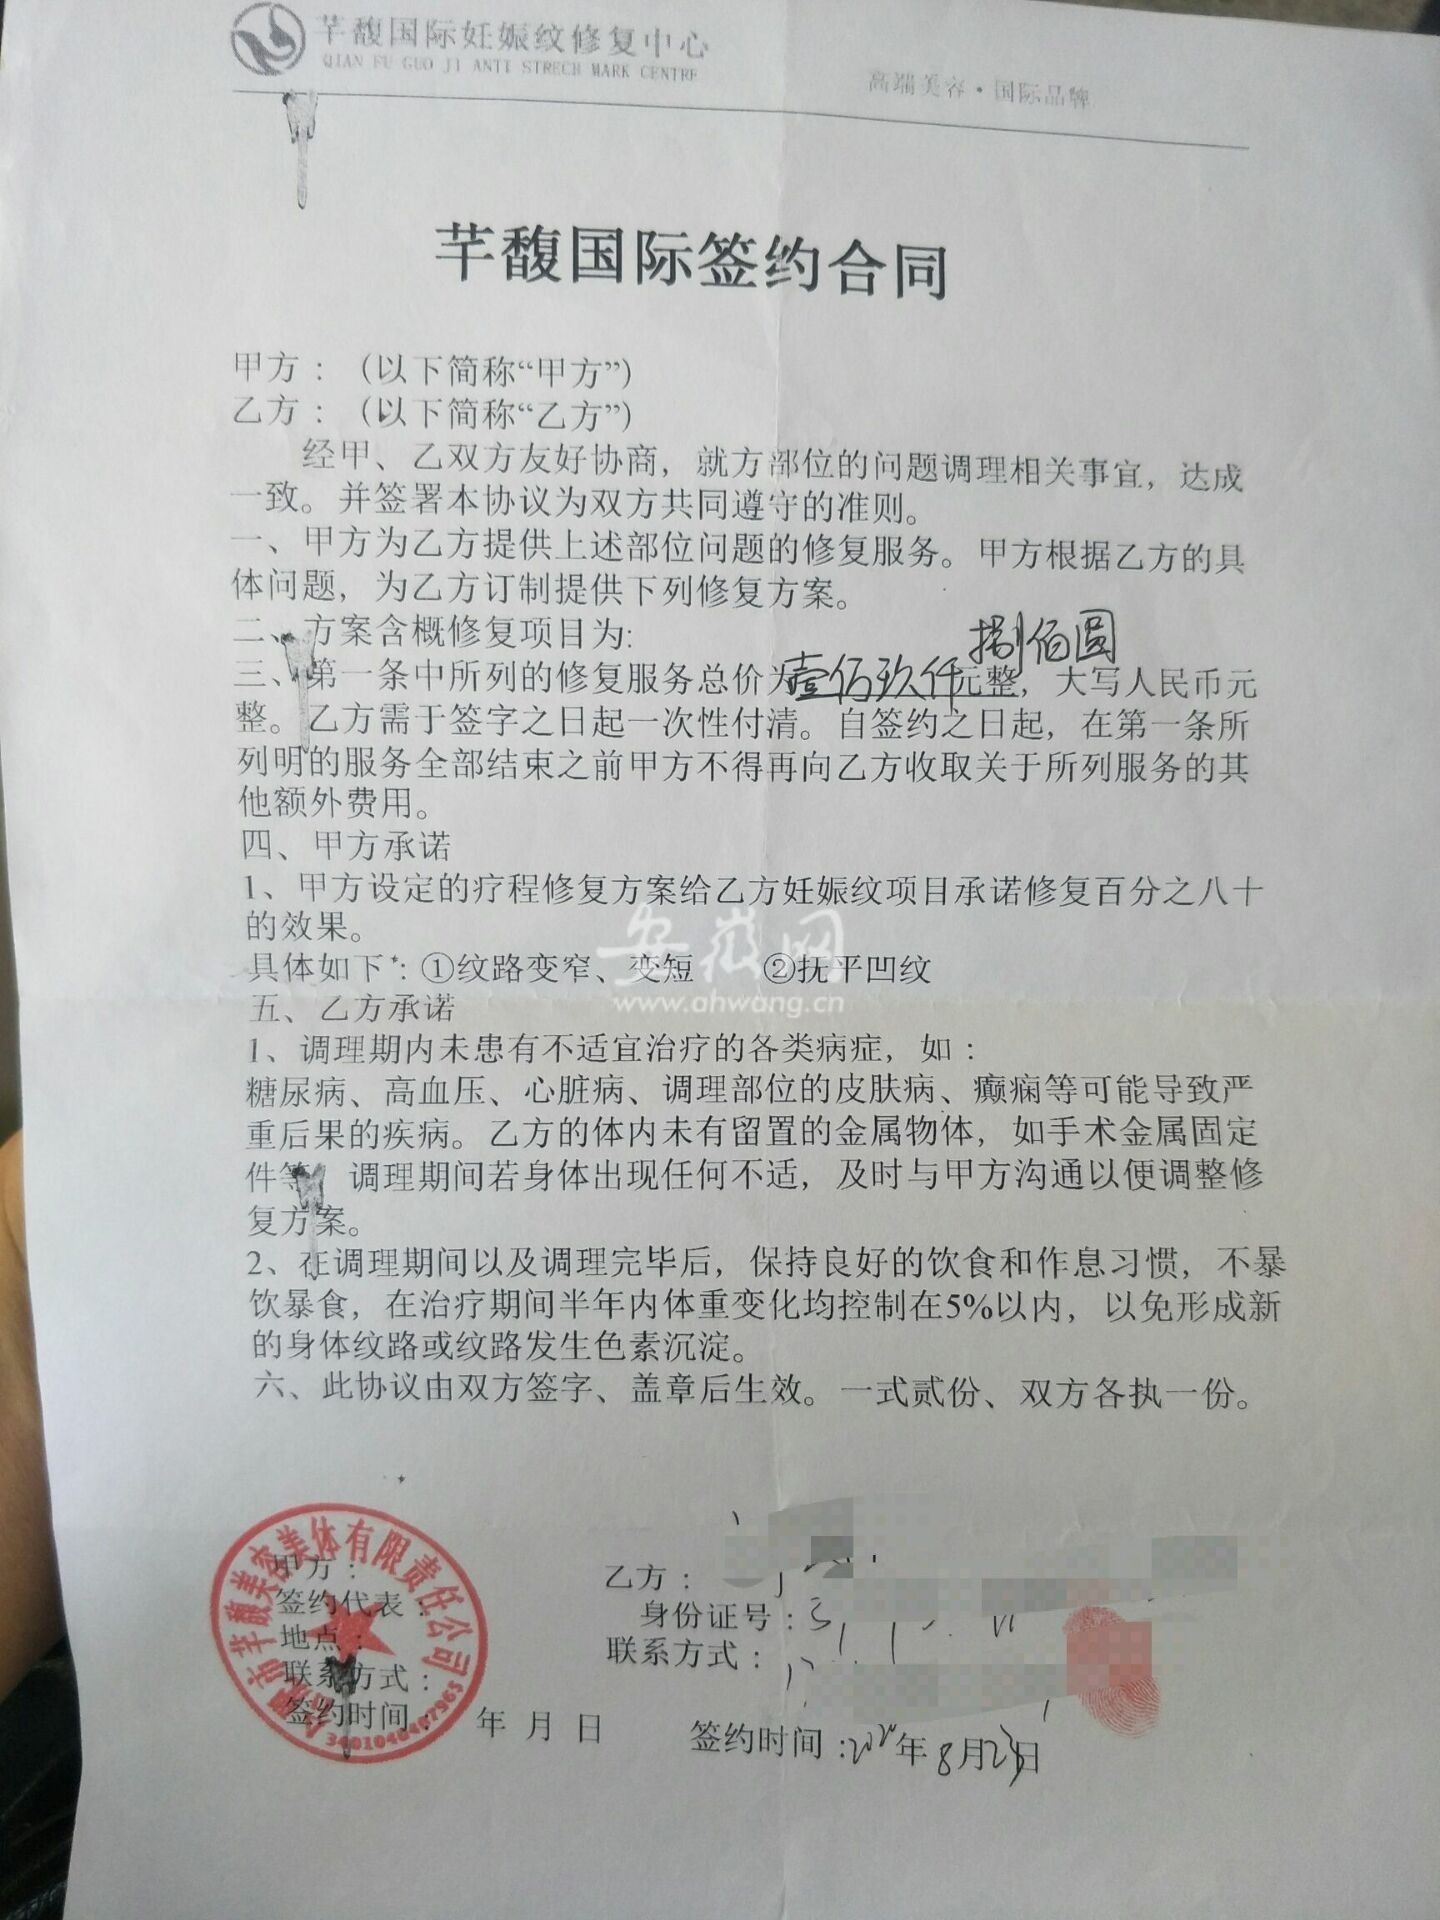 芊馥国际妊娠纹修复中心
QIAN FU GUO JI ANTI STRECH MARK CENTRE
高端美容·国际品牌
芊馥国际签约合同
甲方：（以下简称“甲方”）
乙方：（以下简称“乙方”）
经甲、乙双方友好协商，就方部位的问题调理相关事宜，达成
一致。并签署本协议为双方共同遵守的准则。
一、甲方为乙方提供上述部位问题的修复服务。甲方根据乙方的具
体问题，为乙方订制提供下列修复方案。
二、方案含概修复项目为:
捌佰圆
三、第一条中所列的修复服务总价为壹佰玖仟元整，大写人民币元
整。乙方需于签字之日起一次性付清。自签约之日起，在第一条所
列明的服务全部结束之前甲方不得再向乙方收取关于所列服务的其
他额外费用。
四、甲方承诺
1、甲方设定的疗程修复方案给乙方妊娠纹项目承诺修复百分之八十
的效果。
具体如下：①纹路变窄、变短 ②抚平凹纹
安徽网
www.ahwang.cn
五、乙方承诺
1、调理期内未患有不适宜治疗的各类病症，如：
糖尿病、高血压、心脏病、调理部位的皮肤病、癫痫等可能导致严
重后果的疾病。乙方的体内未有留置的金属物体，如手术金属固定
件等 调理期间若身体出现任何不适，及时与甲方沟通以便调整修
复方案。
2、在调理期间以及调理完毕后，保持良好的饮食和作息习惯，不暴
饮暴食，在治疗期间半年内体重变化均控制在5%以内，以免形成新
的身体纹路或纹路发生色素沉淀。
六、此协议由双方签字、盖章后生效。一式贰份、双方各执一份。
市芊馥美容美体有限责任公司
甲方：
签约代表：
地点：
联系方式：
签约时间： 年 月 日
乙方：
身份证号：
联系方式：
签约时间：2020年8月23日